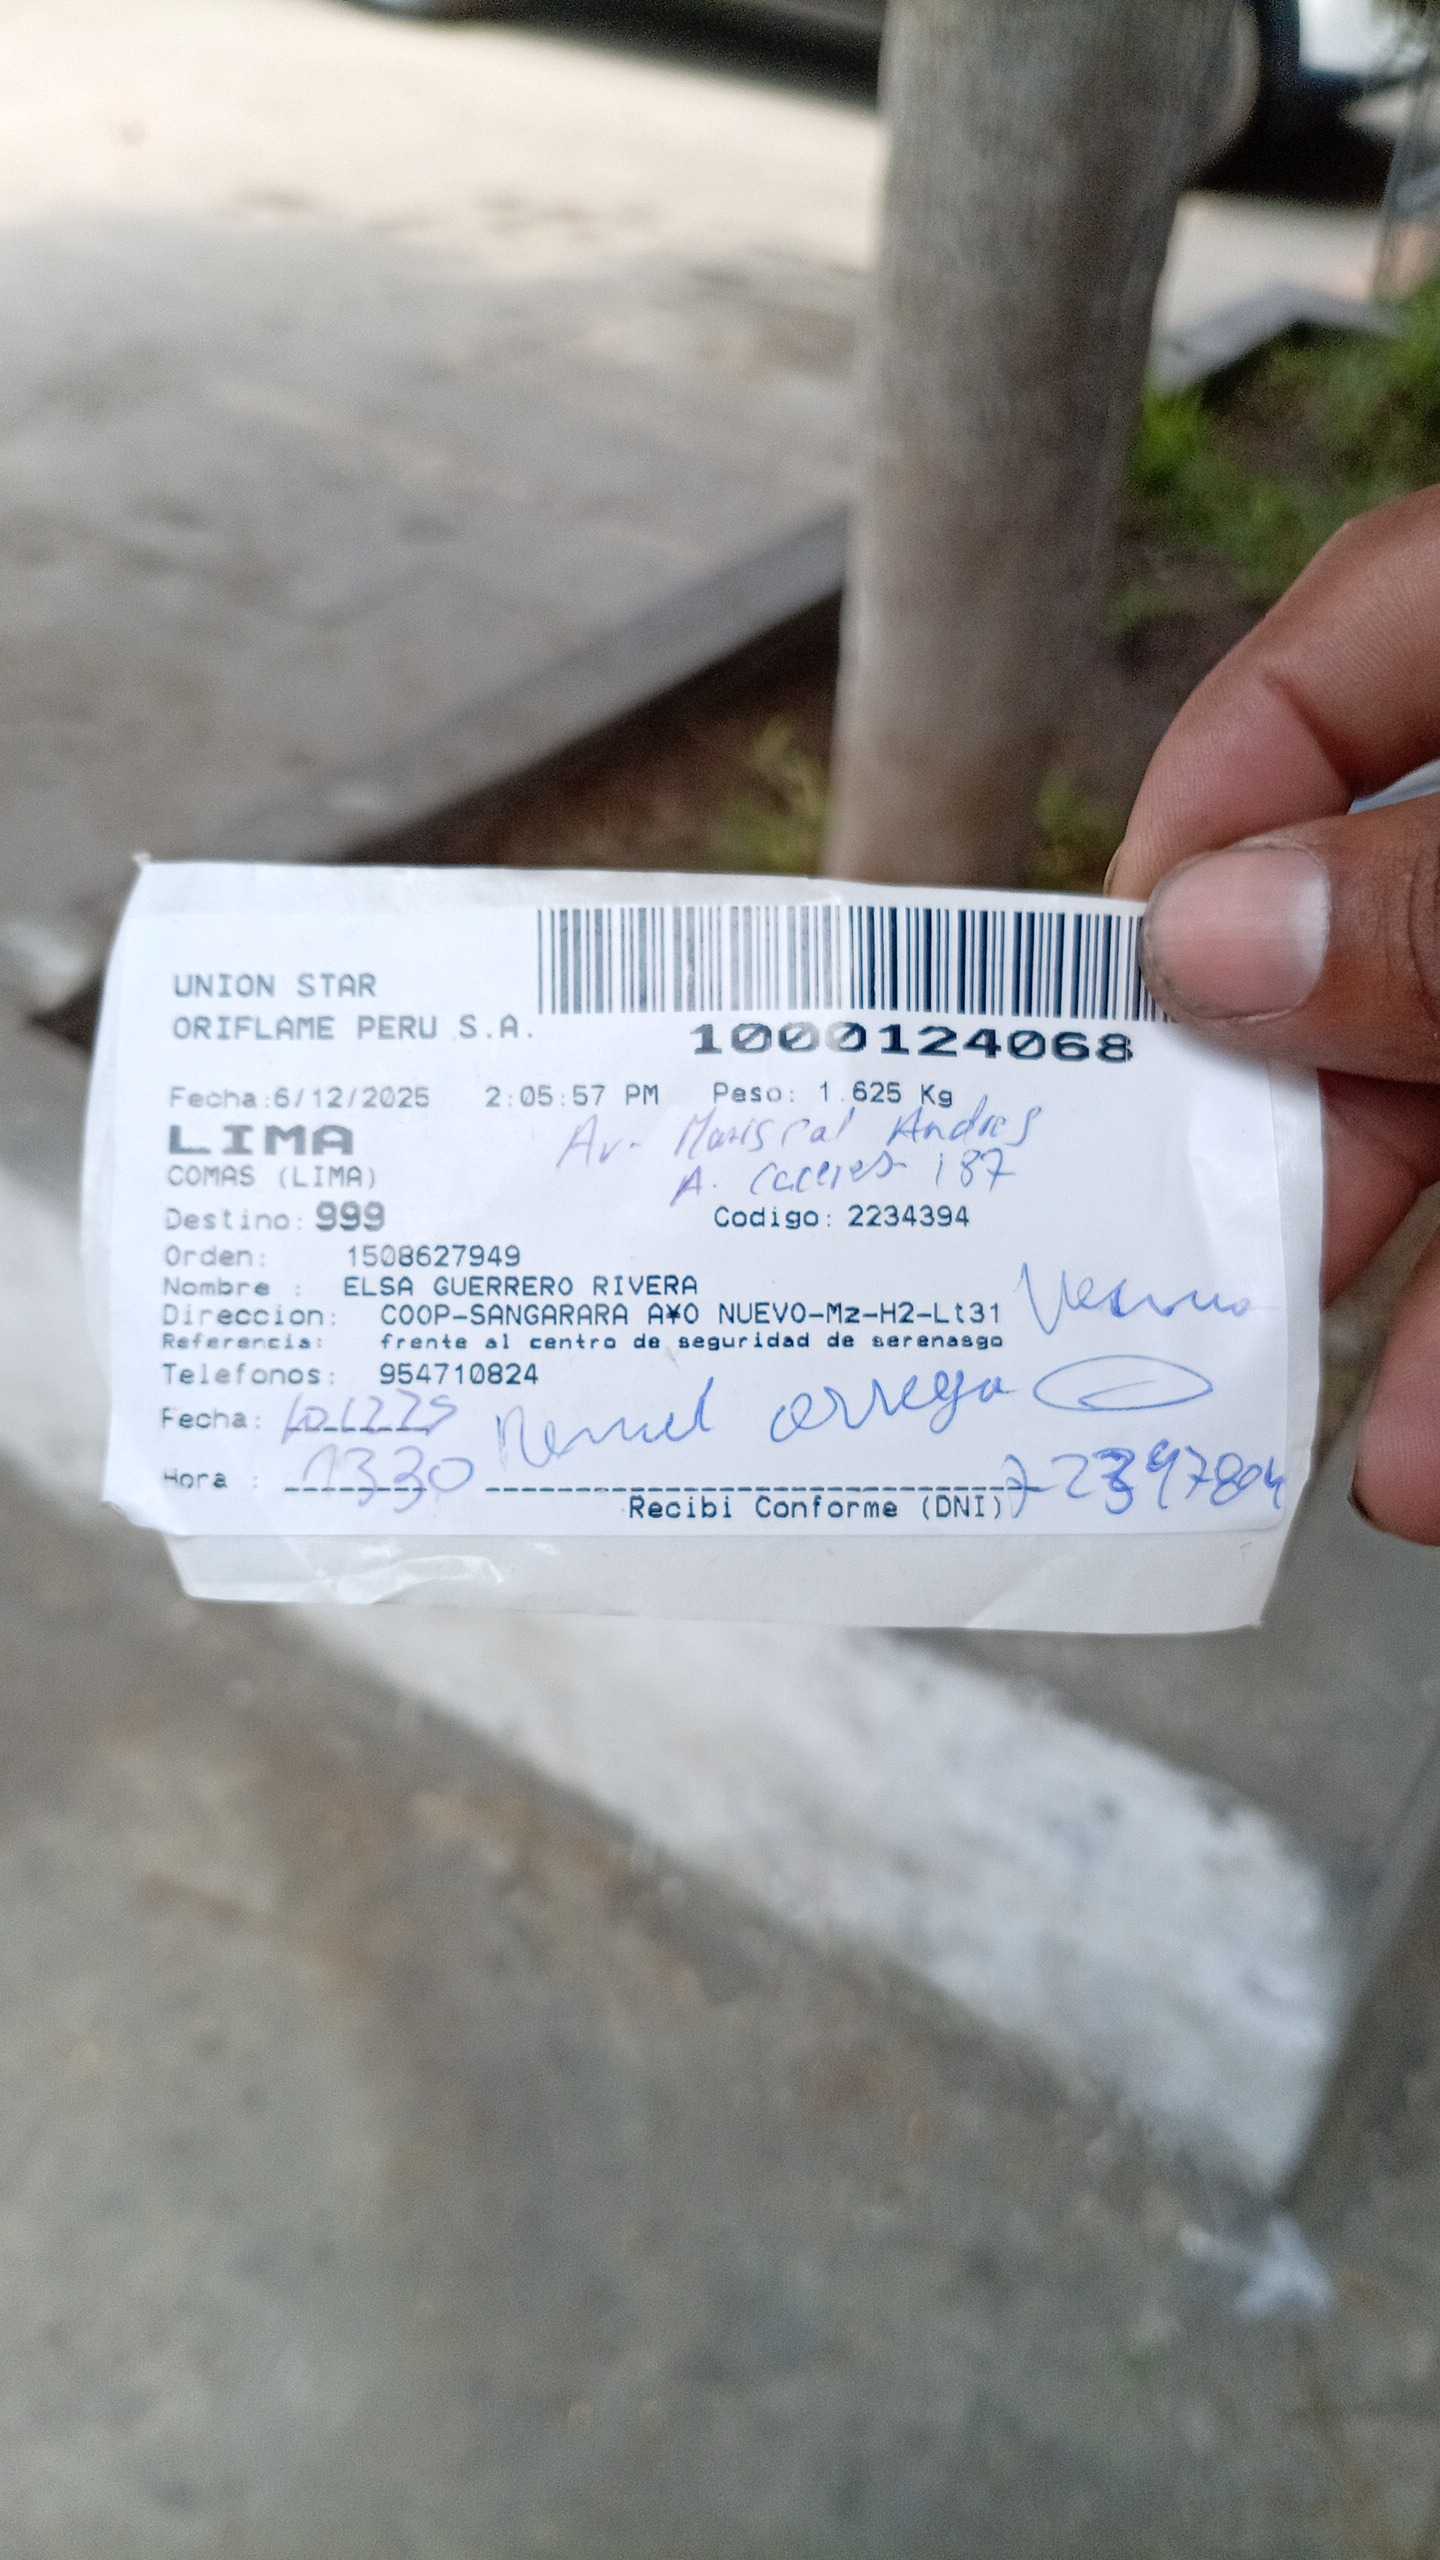 UNION STAR
ORIFLAME PERU S.A.
1000124068
Fecha:6/12/2025 2:05:57 PM Peso: 1.625 Kg
LIMA
Av. Mariscal Andres
COMAS (LIMA)
A. Caceres 187
Destino: 999 Codigo: 2234394
Orden: 1508627949
Nombre : ELSA GUERRERO RIVERA
Direccion: COOP-SANGARARA A¥O NUEVO-Mz-H2-Lt31
Referencia: frente al centro de seguridad de serenasgo
Telefonos: 954710824
Fecha:
Hora : 1330
Recibi Conforme (DNI)